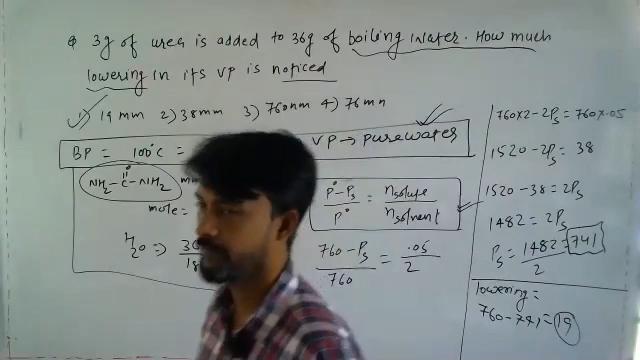 Q 3g of urea is added to 36g of boiling water. How much
lowering in its VP is noticed
1) 19 mm 2) 38mm 3) 760mm 4) 76mm
BP = 100°C =
VP → purewater
NH₂-C-NH₂
mole =
H₂O ⇒ 36/18
P°-Ps/P° = nsolute/nsolvent
760-Ps/760 = .05/2
760×2-2Ps = 760×.05
1520-2Ps = 38
1520-38 = 2Ps
1482 = 2Ps
Ps = 1482/2 = 741
lowering =
760-741 = 19